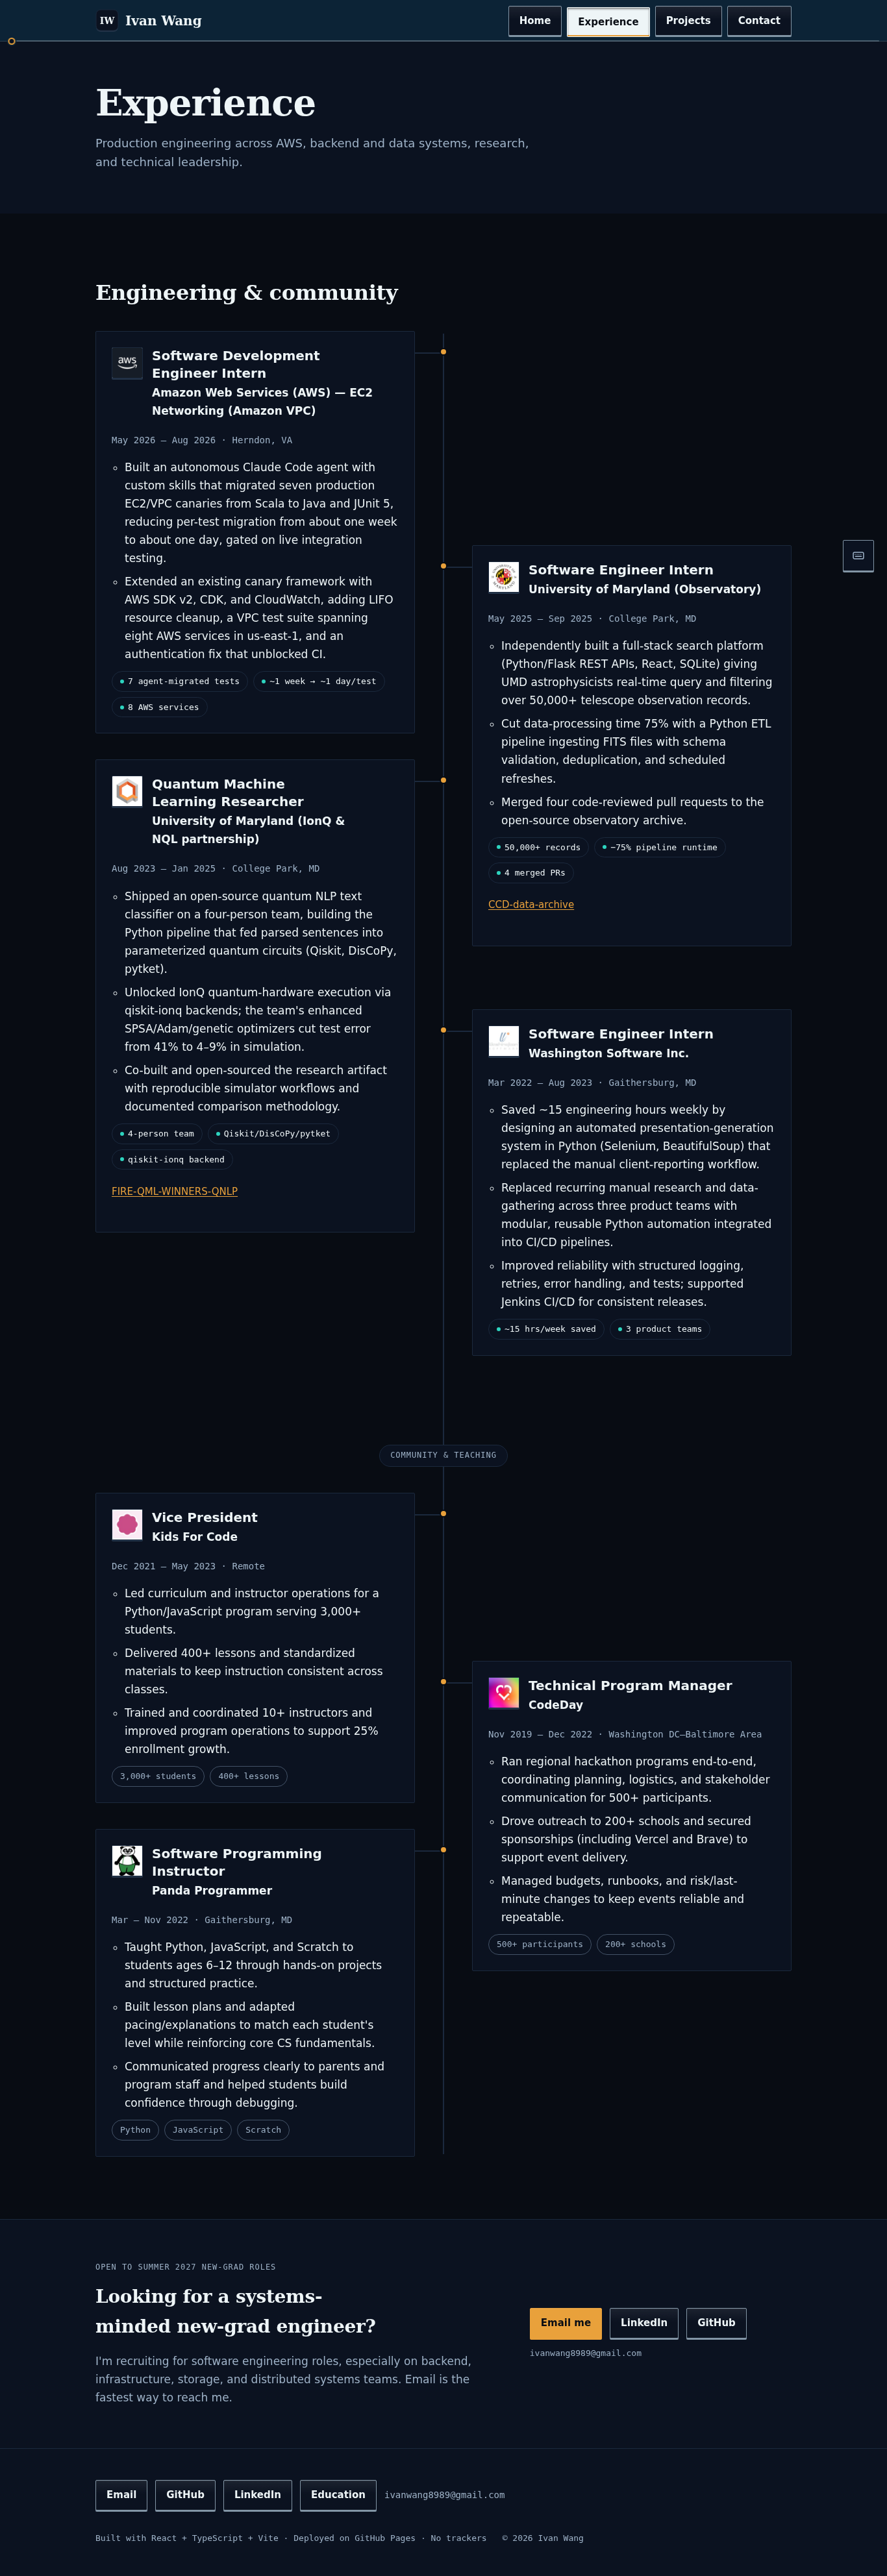 IW Ivan Wang
Home Experience Projects Contact
Experience
Production engineering across AWS, backend and data systems, research,
and technical leadership.
Engineering & community
aws
Software Development
Engineer Intern
Amazon Web Services (AWS) — EC2
Networking (Amazon VPC)
May 2026 – Aug 2026 · Herndon, VA
Built an autonomous Claude Code agent with
custom skills that migrated seven production
EC2/VPC canaries from Scala to Java and JUnit 5,
reducing per-test migration from about one week
to about one day, gated on live integration
testing.
Extended an existing canary framework with
AWS SDK v2, CDK, and CloudWatch, adding LIFO
resource cleanup, a VPC test suite spanning
eight AWS services in us-east-1, and an
authentication fix that unblocked CI.
7 agent-migrated tests ~1 week → ~1 day/test
8 AWS services
Software Engineer Intern
University of Maryland (Observatory)
May 2025 – Sep 2025 · College Park, MD
Independently built a full-stack search platform
(Python/Flask REST APIs, React, SQLite) giving
UMD astrophysicists real-time query and filtering
over 50,000+ telescope observation records.
Cut data-processing time 75% with a Python ETL
pipeline ingesting FITS files with schema
validation, deduplication, and scheduled
refreshes.
Merged four code-reviewed pull requests to the
open-source observatory archive.
50,000+ records −75% pipeline runtime
4 merged PRs
CCD-data-archive
Quantum Machine
Learning Researcher
University of Maryland (IonQ &
NQL partnership)
Aug 2023 – Jan 2025 · College Park, MD
Shipped an open-source quantum NLP text
classifier on a four-person team, building the
Python pipeline that fed parsed sentences into
parameterized quantum circuits (Qiskit, DisCoPy,
pytket).
Unlocked IonQ quantum-hardware execution via
qiskit-ionq backends; the team's enhanced
SPSA/Adam/genetic optimizers cut test error
from 41% to 4–9% in simulation.
Co-built and open-sourced the research artifact
with reproducible simulator workflows and
documented comparison methodology.
4-person team Qiskit/DisCoPy/pytket
qiskit-ionq backend
FIRE-QML-WINNERS-QNLP
Software Engineer Intern
Washington Software Inc.
Mar 2022 – Aug 2023 · Gaithersburg, MD
Saved ~15 engineering hours weekly by
designing an automated presentation-generation
system in Python (Selenium, BeautifulSoup) that
replaced the manual client-reporting workflow.
Replaced recurring manual research and data-
gathering across three product teams with
modular, reusable Python automation integrated
into CI/CD pipelines.
Improved reliability with structured logging,
retries, error handling, and tests; supported
Jenkins CI/CD for consistent releases.
~15 hrs/week saved 3 product teams
COMMUNITY & TEACHING
Vice President
Kids For Code
Dec 2021 – May 2023 · Remote
Led curriculum and instructor operations for a
Python/JavaScript program serving 3,000+
students.
Delivered 400+ lessons and standardized
materials to keep instruction consistent across
classes.
Trained and coordinated 10+ instructors and
improved program operations to support 25%
enrollment growth.
3,000+ students 400+ lessons
Technical Program Manager
CodeDay
Nov 2019 – Dec 2022 · Washington DC–Baltimore Area
Ran regional hackathon programs end-to-end,
coordinating planning, logistics, and stakeholder
communication for 500+ participants.
Drove outreach to 200+ schools and secured
sponsorships (including Vercel and Brave) to
support event delivery.
Managed budgets, runbooks, and risk/last-
minute changes to keep events reliable and
repeatable.
500+ participants 200+ schools
Software Programming
Instructor
Panda Programmer
Mar – Nov 2022 · Gaithersburg, MD
Taught Python, JavaScript, and Scratch to
students ages 6–12 through hands-on projects
and structured practice.
Built lesson plans and adapted
pacing/explanations to match each student's
level while reinforcing core CS fundamentals.
Communicated progress clearly to parents and
program staff and helped students build
confidence through debugging.
Python JavaScript Scratch
OPEN TO SUMMER 2027 NEW-GRAD ROLES
Looking for a systems-
minded new-grad engineer?
I'm recruiting for software engineering roles, especially on backend,
infrastructure, storage, and distributed systems teams. Email is the
fastest way to reach me.
Email me LinkedIn GitHub
ivanwang8989@gmail.com
Email GitHub LinkedIn Education ivanwang8989@gmail.com
Built with React + TypeScript + Vite · Deployed on GitHub Pages · No trackers © 2026 Ivan Wang